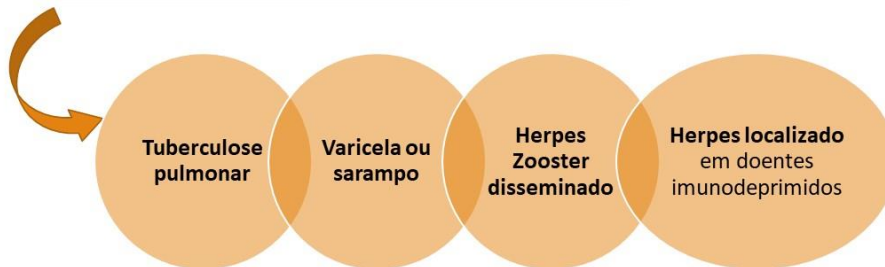 Tuberculose
pulmonar
Varicela ou
sarampo
Herpes
Zooster
disseminado
Herpes localizado
em doentes
imunodeprimidos